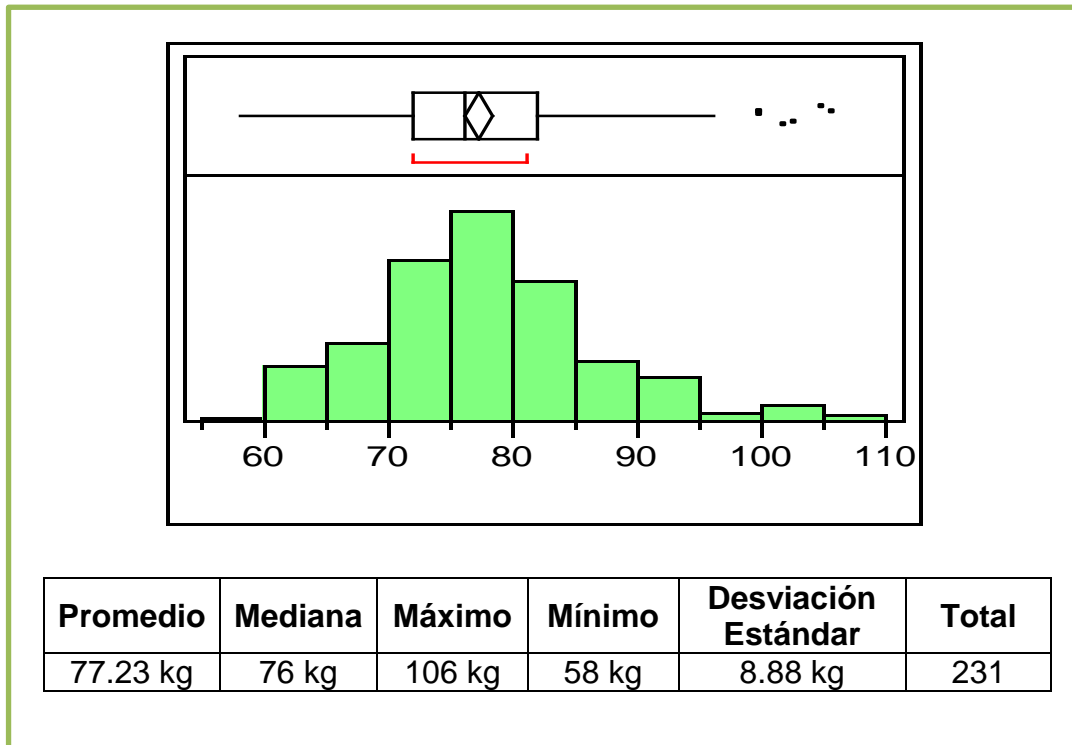 60 70 80 90 100 110
Promedio Mediana Máximo Mínimo Desviación Estándar Total
77.23 kg 76 kg 106 kg 58 kg 8.88 kg 231